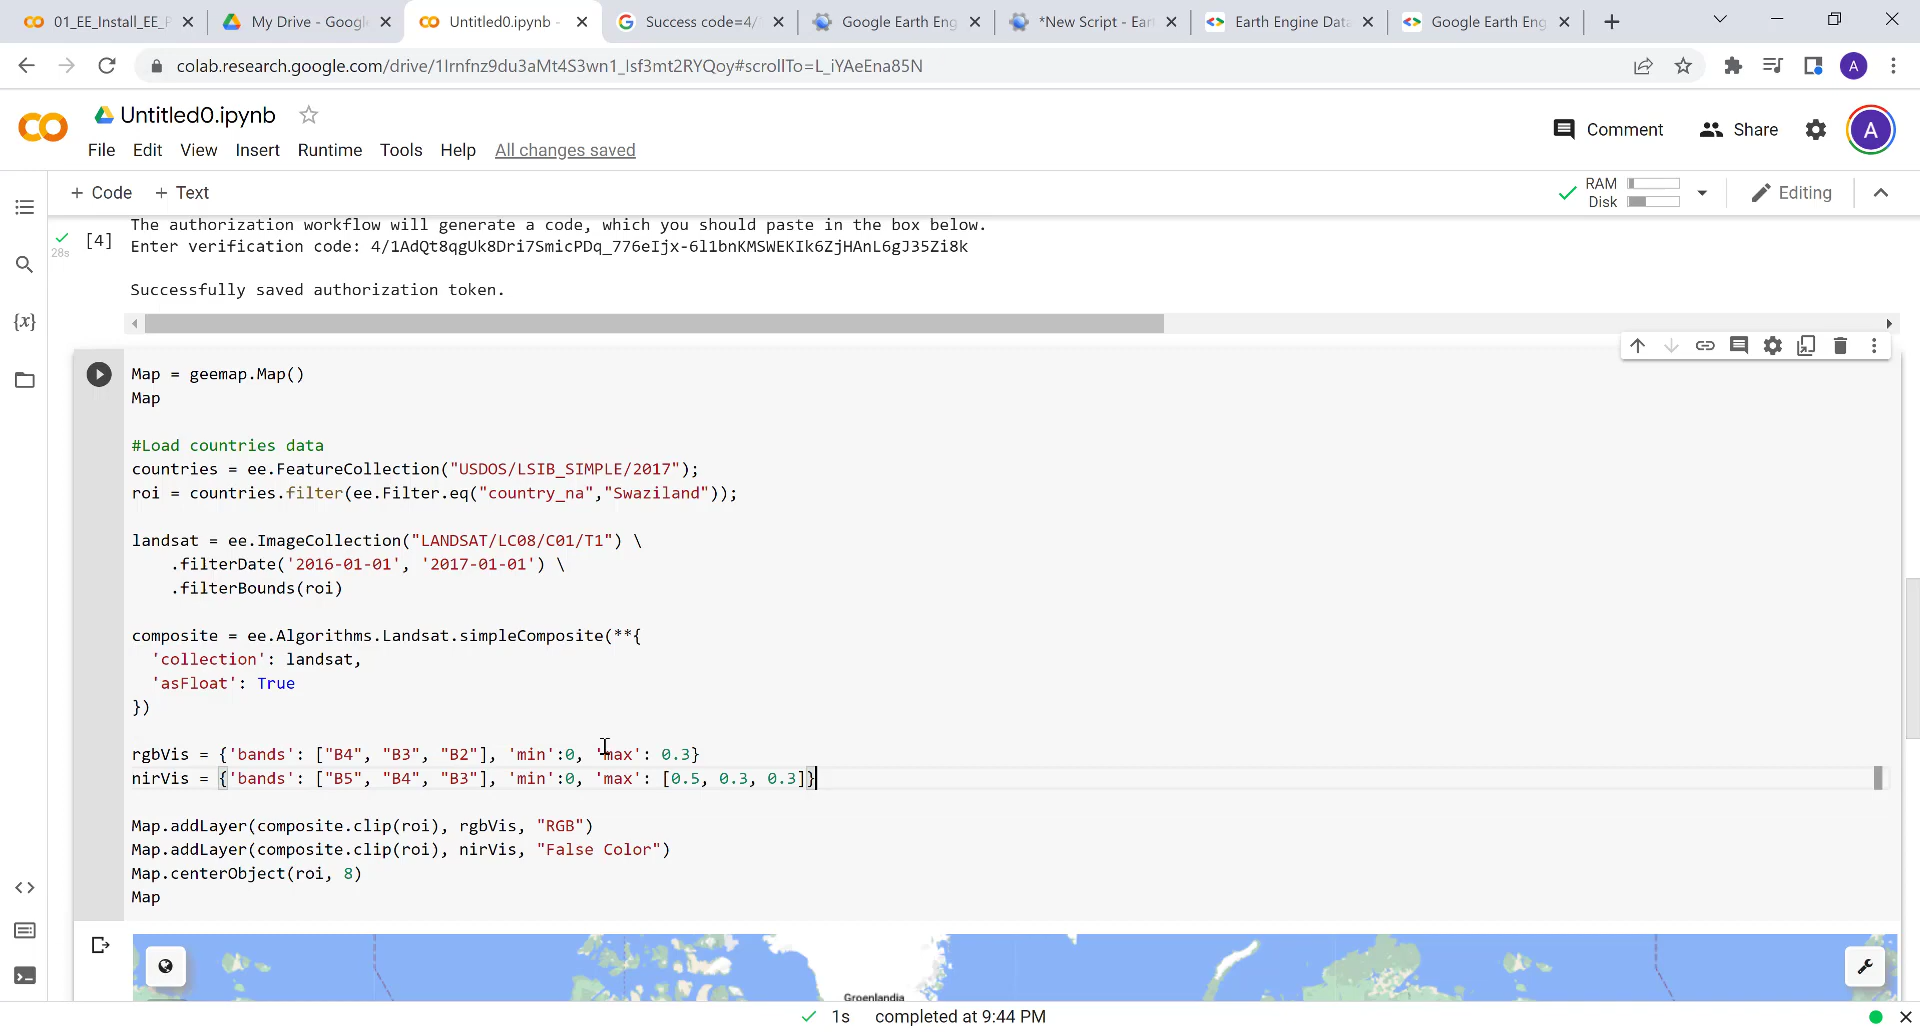 01_EE_Install_EE_P
My Drive - Googl
Untitled0.ipynb -
Success code=4/
Google Earth Eng
*New Script - Ear
Earth Engine Data
Google Earth Eng
colab.research.google.com/drive/1Irnfnz9du3aMt4S3wn1_Isf3mt2RYQoy#scrollTo=L_iYAeEna85N
A
Untitled0.ipynb
Comment
Share
A
File Edit View Insert Runtime Tools Help All changes saved
+ Code + Text
RAM
Disk
Editing
The authorization workflow will generate a code, which you should paste in the box below.
[4]
28s
Enter verification code: 4/1AdQt8qgUk8Dri7SmicPDq_776eIjx-6l1bnKMSWEKIk6ZjHAnL6gJ35Zi8k
Successfully saved authorization token.
Map = geemap.Map()
Map
#Load countries data
countries = ee.FeatureCollection("USDOS/LSIB_SIMPLE/2017");
roi = countries.filter(ee.Filter.eq("country_na","Swaziland"));
landsat = ee.ImageCollection("LANDSAT/LC08/C01/T1") \
.filterDate('2016-01-01', '2017-01-01') \
.filterBounds(roi)
composite = ee.Algorithms.Landsat.simpleComposite(**{
'collection': landsat,
'asFloat': True
})
rgbVis = {'bands': ["B4", "B3", "B2"], 'min':0, 'max': 0.3}
nirVis = {'bands': ["B5", "B4", "B3"], 'min':0, 'max': [0.5, 0.3, 0.3]}
Map.addLayer(composite.clip(roi), rgbVis, "RGB")
Map.addLayer(composite.clip(roi), nirVis, "False Color")
Map.centerObject(roi, 8)
Map
Groenlandia
1s completed at 9:44 PM